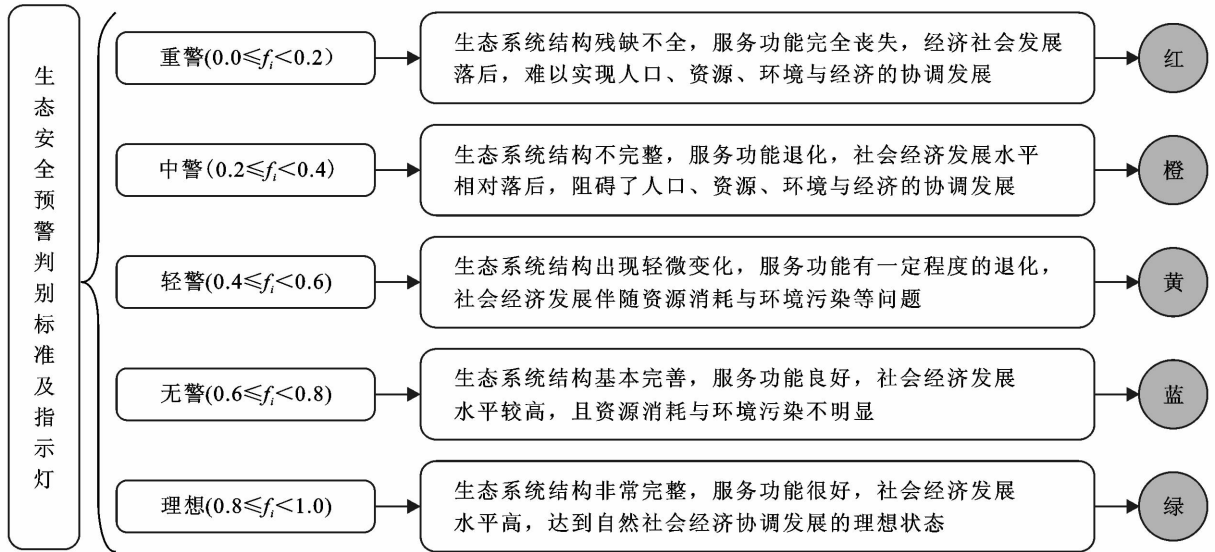 生态安全预警判别标准及指示灯
重警(0.0≤fi<0.2)
生态系统结构残缺不全，服务功能完全丧失，经济社会发展
落后，难以实现人口、资源、环境与经济的协调发展
红
中警(0.2≤fi<0.4)
生态系统结构不完整，服务功能退化，社会经济发展水平
相对落后，阻碍了人口、资源、环境与经济的协调发展
橙
轻警(0.4≤fi<0.6)
生态系统结构出现轻微变化，服务功能有一定程度的退化，
社会经济发展伴随资源消耗与环境污染等问题
黄
无警(0.6≤fi<0.8)
生态系统结构基本完善，服务功能良好，社会经济发展
水平较高，且资源消耗与环境污染不明显
蓝
理想(0.8≤fi<1.0)
生态系统结构非常完整，服务功能很好，社会经济发展
水平高，达到自然社会经济协调发展的理想状态
绿